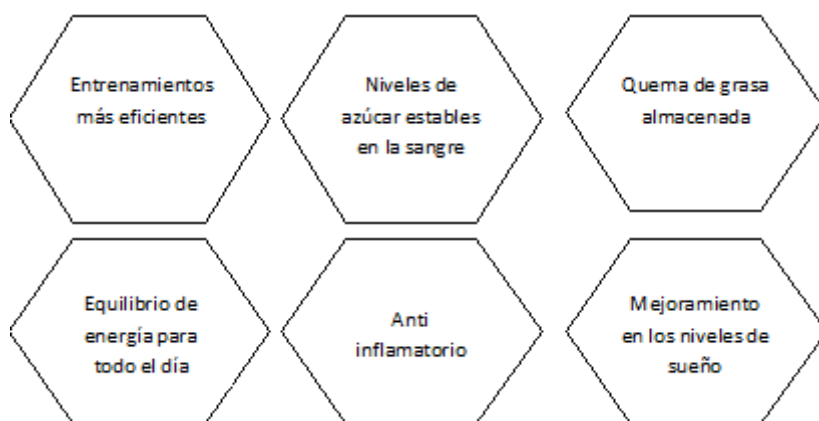 Entrenamientos
más eficientes
Niveles de
azúcar estables
en la sangre
Quema de grasa
almacenada
Equilibrio de
energía para
todo el día
Anti
inflamatorio
Mejoramiento
en los niveles de
sueño